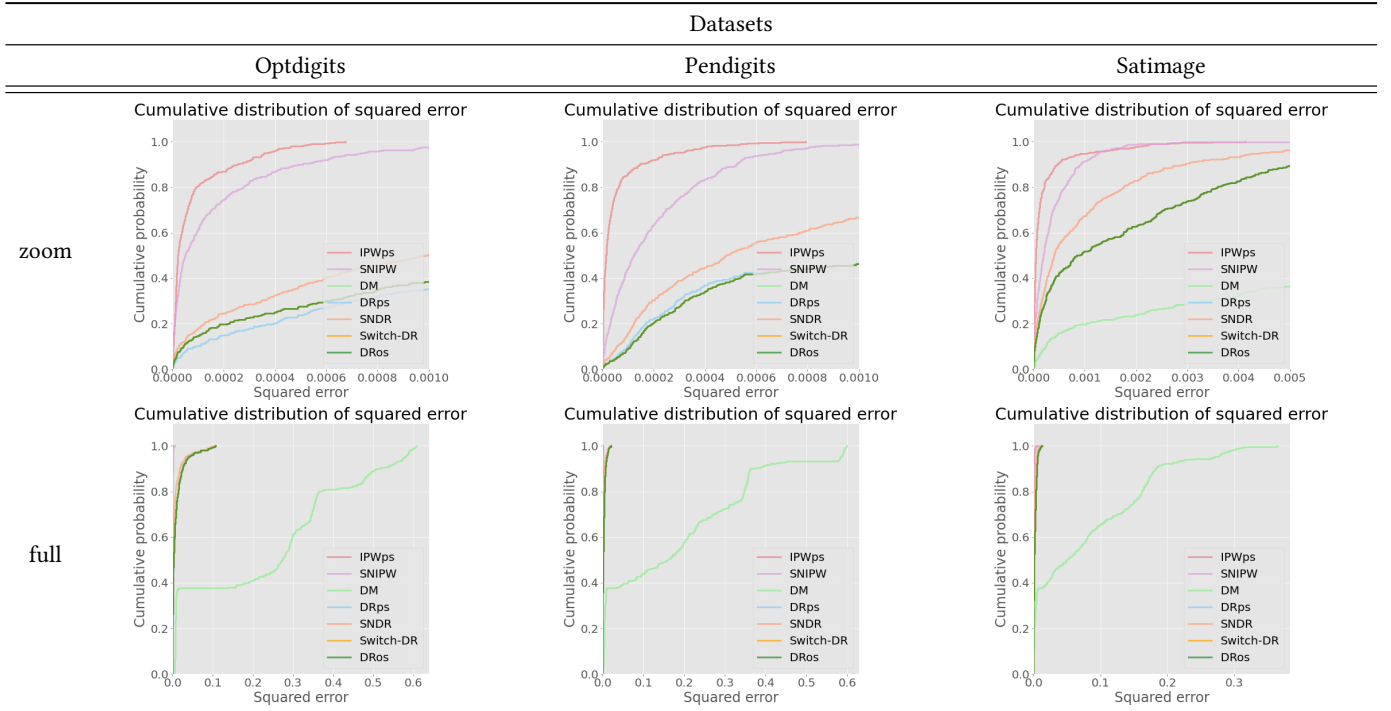 Datasets
Optdigits Pendigits Satimage
zoom
Cumulative distribution of squared error
Cumulative probability
1.0
0.8
0.6
0.4
0.2
0.0
0.0000 0.0002 0.0004 0.0006 0.0008 0.0010
Squared error
IPWps
SNIPW
DM
DRps
SNDR
Switch-DR
DRos
Cumulative distribution of squared error
Cumulative probability
1.0
0.8
0.6
0.4
0.2
0.0
0.0000 0.0002 0.0004 0.0006 0.0008 0.0010
Squared error
IPWps
SNIPW
DM
DRps
SNDR
Switch-DR
DRos
Cumulative distribution of squared error
Cumulative probability
1.0
0.8
0.6
0.4
0.2
0.0
0.000 0.001 0.002 0.003 0.004 0.005
Squared error
IPWps
SNIPW
DM
DRps
SNDR
Switch-DR
DRos
full
Cumulative distribution of squared error
Cumulative probability
1.0
0.8
0.6
0.4
0.2
0.0
0.0 0.1 0.2 0.3 0.4 0.5 0.6
Squared error
IPWps
SNIPW
DM
DRps
SNDR
Switch-DR
DRos
Cumulative distribution of squared error
Cumulative probability
1.0
0.8
0.6
0.4
0.2
0.0
0.0 0.1 0.2 0.3 0.4 0.5 0.6
Squared error
IPWps
SNIPW
DM
DRps
SNDR
Switch-DR
DRos
Cumulative distribution of squared error
Cumulative probability
1.0
0.8
0.6
0.4
0.2
0.0
0.0 0.1 0.2 0.3
Squared error
IPWps
SNIPW
DM
DRps
SNDR
Switch-DR
DRos